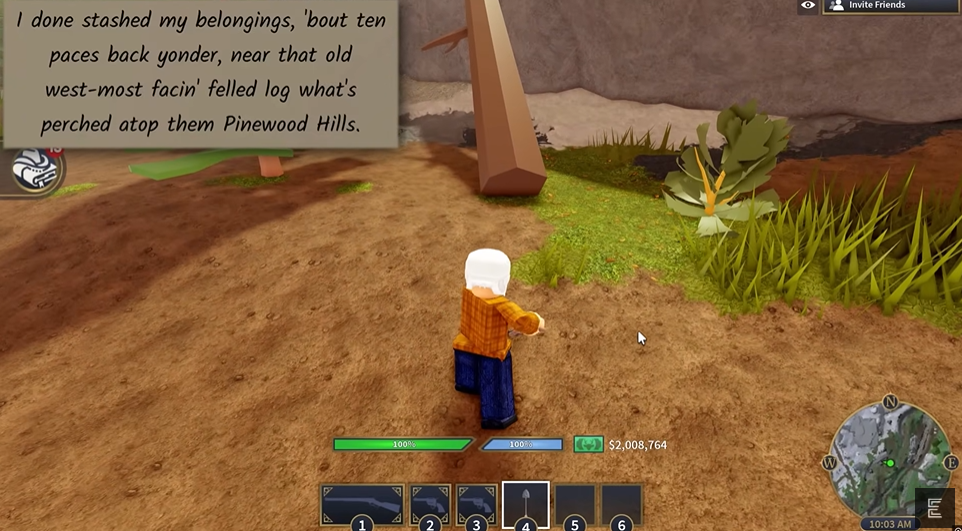 I done stashed my belongings, 'bout ten
paces back yonder, near that old
west-most facin' felled log what's
perched atop them Pinewood Hills.
Invite Friends
100%
100%
$2,008,764
1
2
3
4
5
6
N
W
E
10:03 AM
E